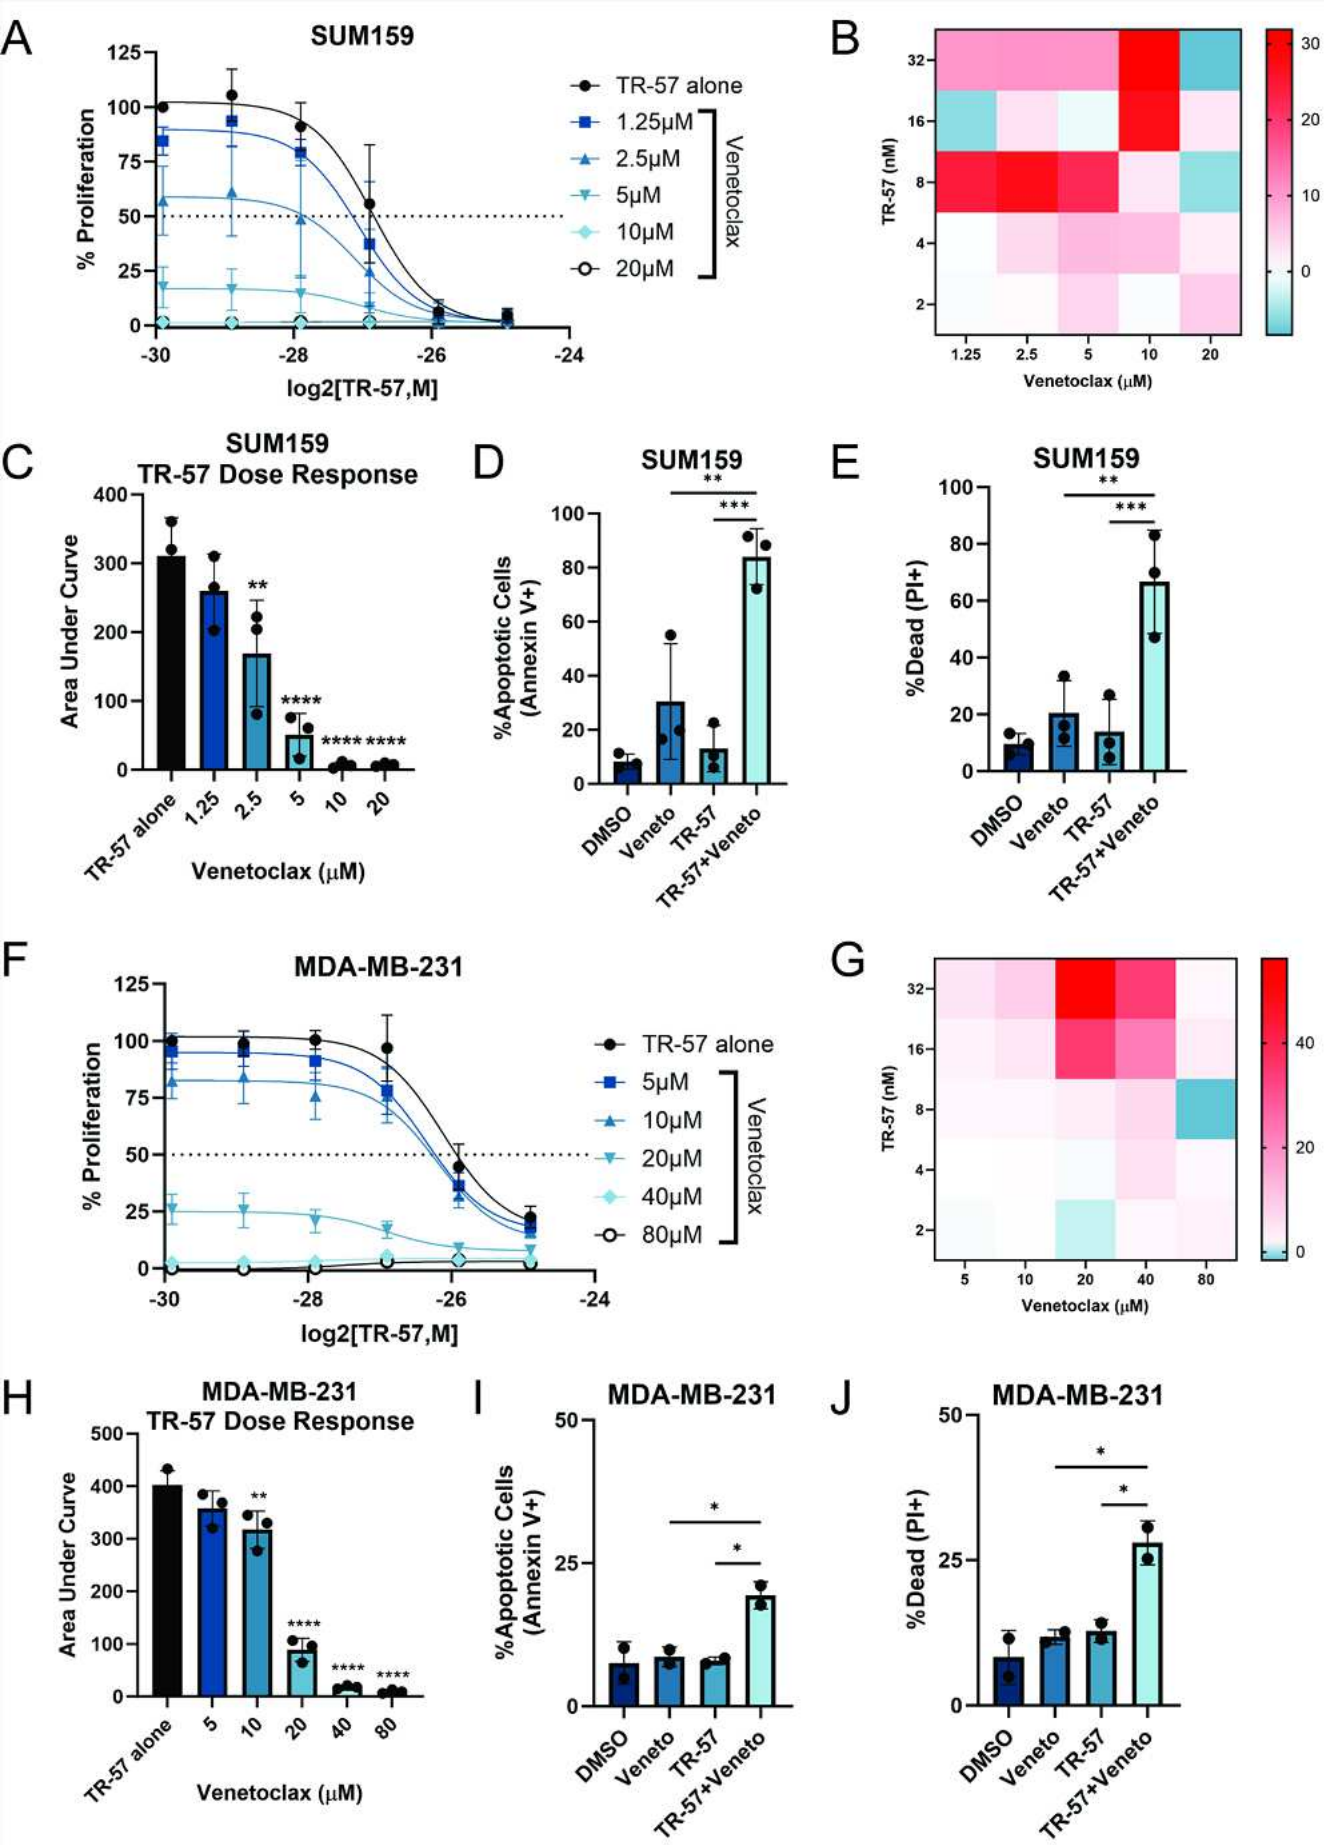 A
SUM159
% Proliferation
125
100
75
50
25
0
-30
-28
-26
-24
log2[TR-57,M]
TR-57 alone
1.25µM
2.5µM
5µM
10µM
20µM
Venetoclax
B
TR-57 (nM)
32
16
8
4
2
1.25
2.5
5
10
20
Venetoclax (µM)
30
20
10
0
C
SUM159
TR-57 Dose Response
Area Under Curve
400
300
200
100
0
**
****
****
****
TR-57 alone
1.25
2.5
5
10
20
Venetoclax (µM)
D
SUM159
%Apoptotic Cells
(Annexin V+)
100
80
60
40
20
0
**
***
DMSO
Veneto
TR-57
TR-57+Veneto
E
SUM159
%Dead (PI+)
100
80
60
40
20
0
**
***
DMSO
Veneto
TR-57
TR-57+Veneto
F
MDA-MB-231
% Proliferation
125
100
75
50
25
0
-30
-28
-26
-24
log2[TR-57,M]
TR-57 alone
5µM
10µM
20µM
40µM
80µM
Venetoclax
G
TR-57 (nM)
32
16
8
4
2
5
10
20
40
80
Venetoclax (µM)
40
20
0
H
MDA-MB-231
TR-57 Dose Response
Area Under Curve
500
400
300
200
100
0
**
****
****
****
TR-57 alone
5
10
20
40
80
Venetoclax (µM)
I
MDA-MB-231
%Apoptotic Cells
(Annexin V+)
50
25
0
*
*
DMSO
Veneto
TR-57
TR-57+Veneto
J
MDA-MB-231
%Dead (PI+)
50
25
0
*
*
DMSO
Veneto
TR-57
TR-57+Veneto